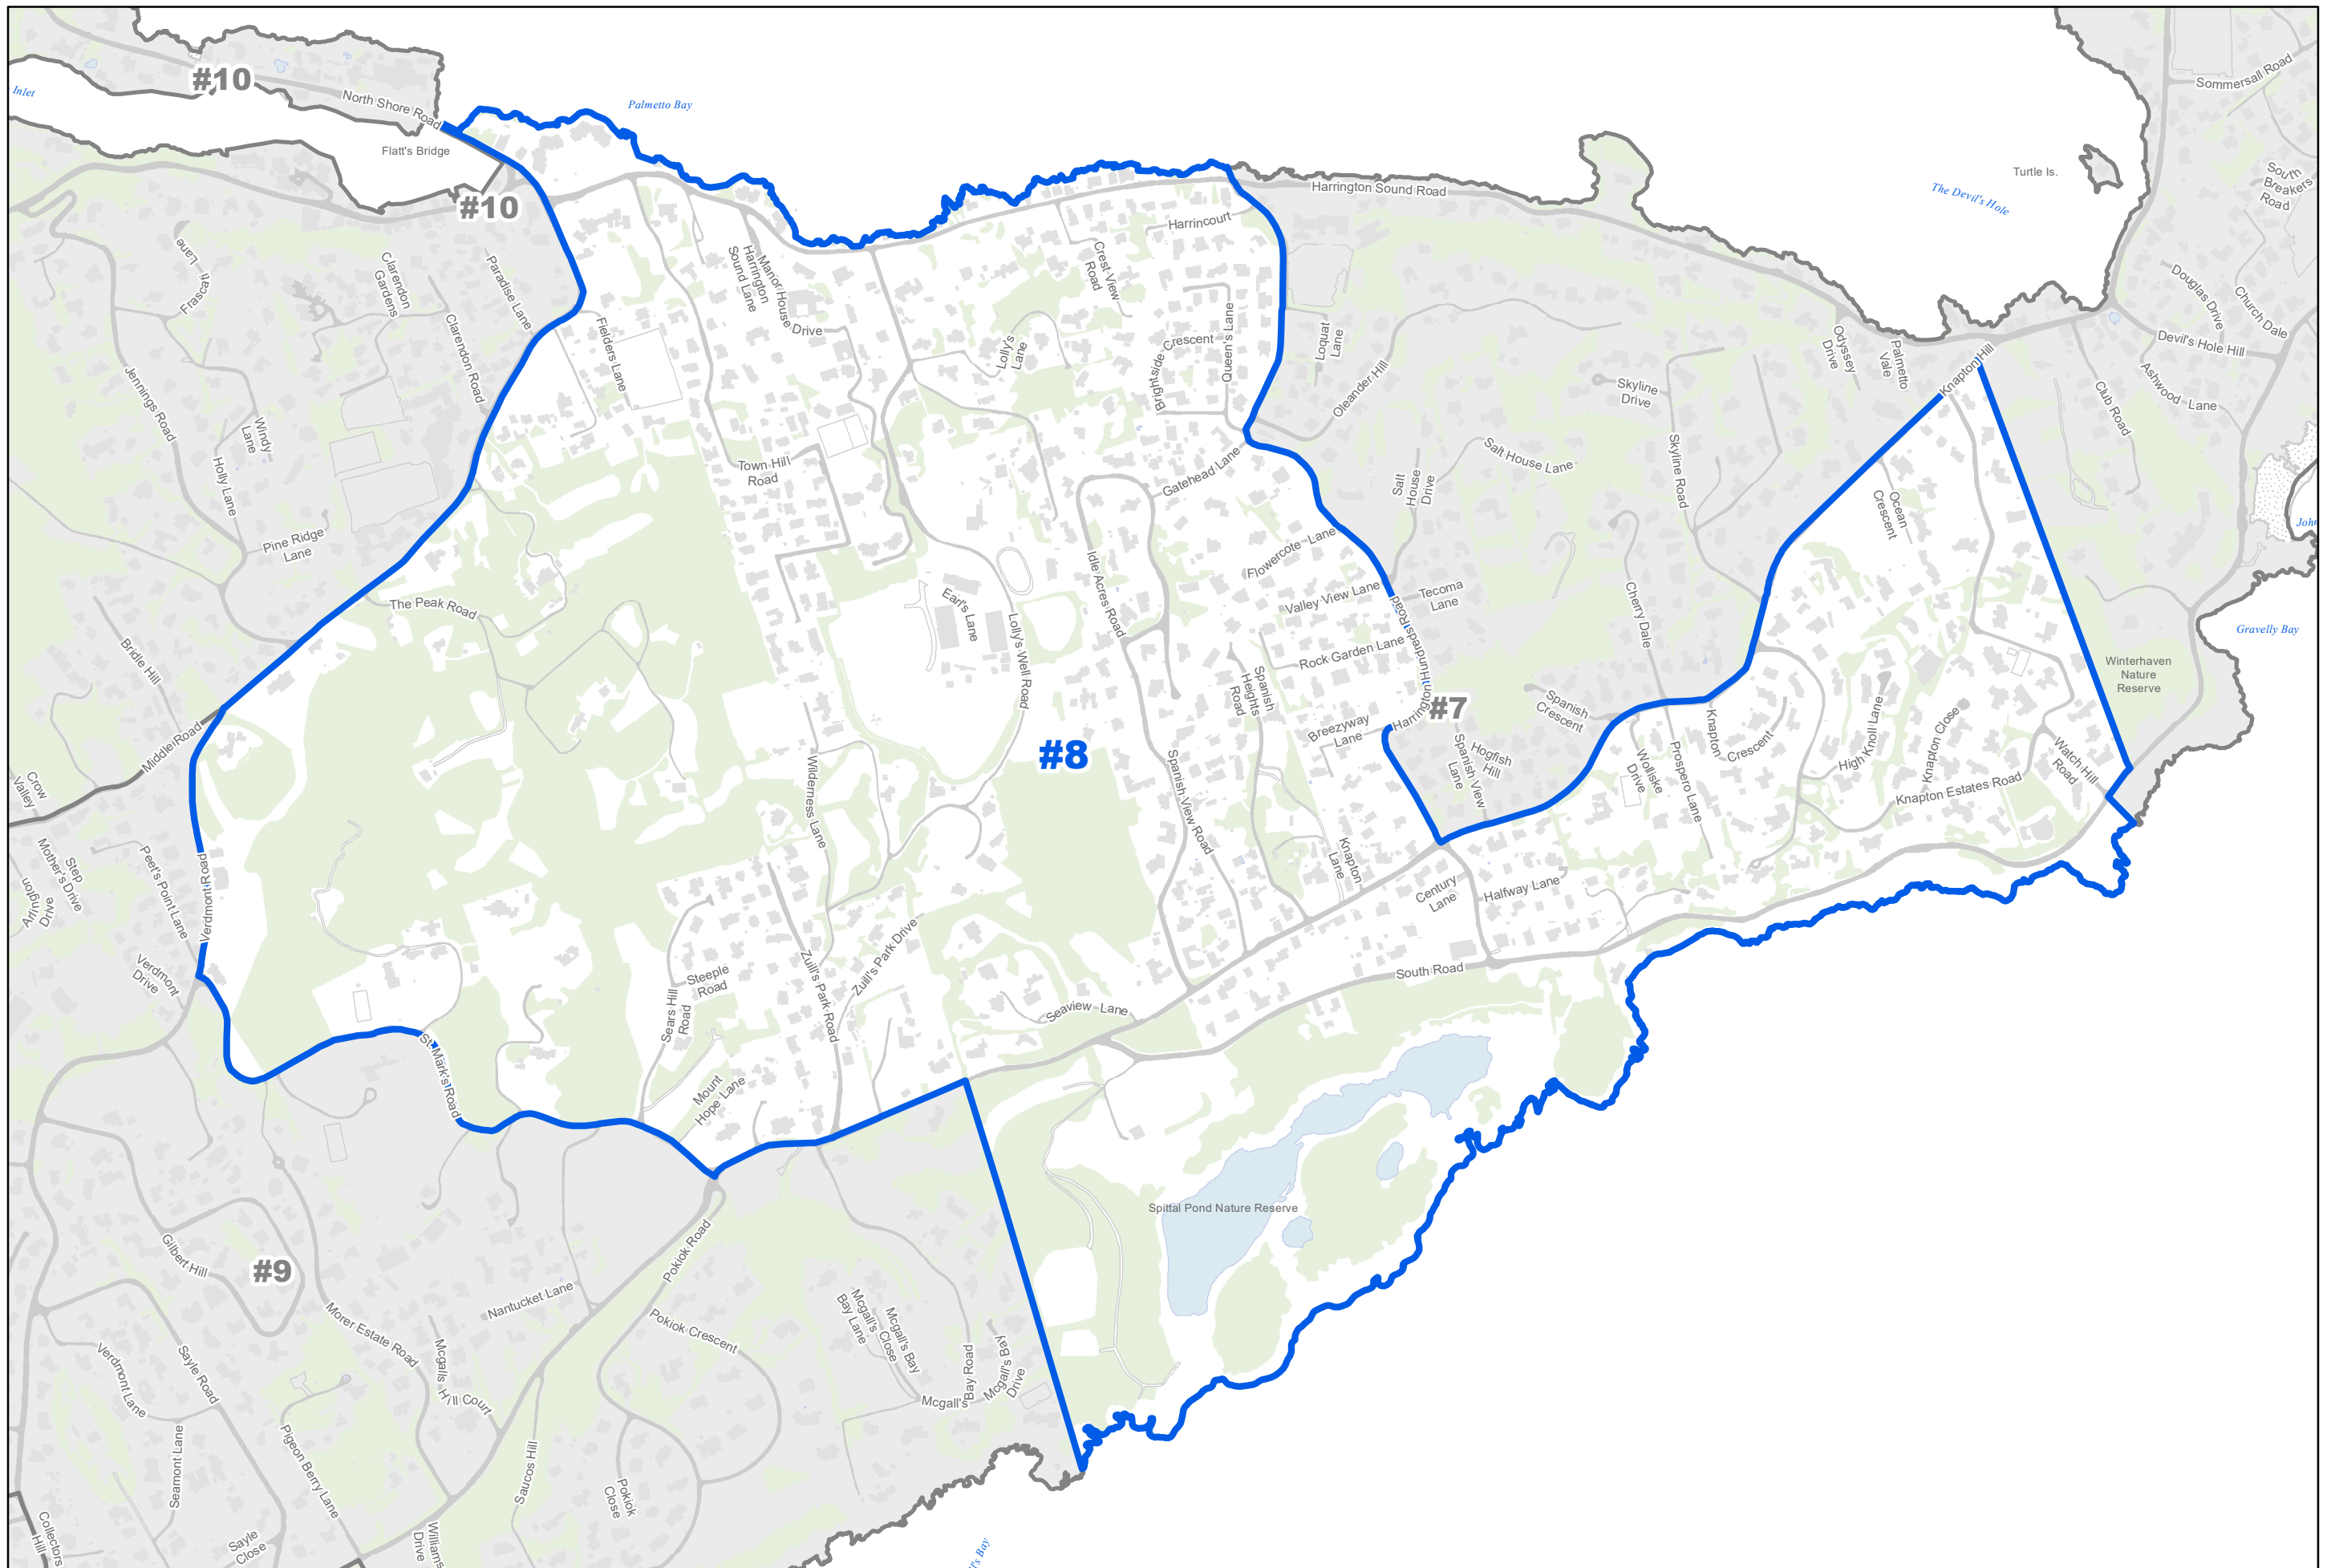 #10
Inlet
North Shore Road
Palmetto Bay
Sommersall Road
Flatt's Bridge
#10
Harrington Sound Road
Turtle Is.
The Devil's Hole
South
Breakers
Road
Harrincourt
Frascati Lane
Clarendon
Gardens
Paradise Lane
Harrington
Sound Lane
Manor House Drive
Crest View
Road
Douglas Drive
Church Dale
Devil's Hole Hill
Clarendon Road
Fielders Lane
Lolly's
Lane
Brightside Crescent
Queen's Lane
Loquat
Lane
Oleander Hill
Odyssey
Drive
Palmetto
Vale
Knapton Hill
Skyline
Drive
Club Road
Ashwood Lane
Jennings Road
Windy
Lane
Holly Lane
Town Hill
Road
Gatehead Lane
Salt
House
Drive
Salt House Lane
Skyline Road
Ocean
Crescent
John
Pine Ridge
Lane
Flowercote Lane
Idle Acres Road
The Peak Road
Earl's Lane
Valley View Lane
Tecoma
Lane
Cherry Dale
Gravelly Bay
Lolly's Well Road
Rock Garden Lane
Harrington Hundreds Road
Bridle Hill
Spanish
Heights
Road
#7
Winterhaven
Nature
Reserve
Middle Road
#8
Breezyway
Lane
Spanish
Crescent
Hogfish
Hill
Spanish View
Lane
Knapton
Crescent
High Knoll Lane
Knapton Close
Watch Hill
Road
Crow
Valley
Wilderness Lane
Spanish View Road
Wolliske
Drive
Prospero Lane
Knapton Estates Road
Step
Mother's Drive
Arlington
Drive
Peet's Point Lane
Verdmont Road
Knapton
Lane
Century
Lane
Halfway Lane
Verdmont
Drive
Steeple
Road
Sears Hill
Road
Zuill's Park Road
Zuill's Park Drive
South Road
Seaview Lane
St. Mark's Road
Mount
Hope Lane
Spittal Pond Nature Reserve
#9
Gilbert Hill
Pokiok Road
Nantucket Lane
Morer Estate Road
Pokiok Crescent
Mcgall's
Bay Lane
Mcgall's Bay
Close
Mcgalls
Hill Court
Mcgall's
Bay Road
Mcgall's Bay
Drive
Verdmont Lane
Sayle Road
Seamont Lane
Pigeon Berry Lane
Saucos Hill
Pokiok
Close
Collectors
Hill
Sayle
Close
Williams
Drive
l's Bay